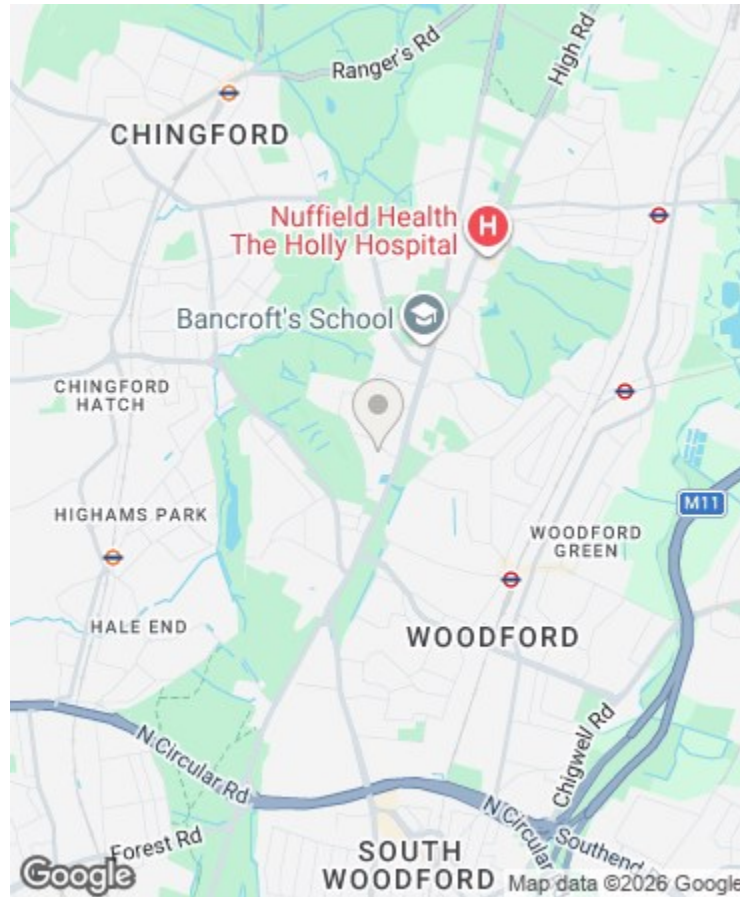 Ranger's Rd
High Rd
CHINGFORD
Nuffield Health
The Holly Hospital
H
Bancroft's School
CHINGFORD
HATCH
M11
HIGHAMS PARK
WOODFORD
GREEN
HALE END
WOODFORD
N Circular Rd
Chigwell Rd
N Circular
Southend
Forest Rd
SOUTH
WOODFORD
Google
Map data ©2026 Google